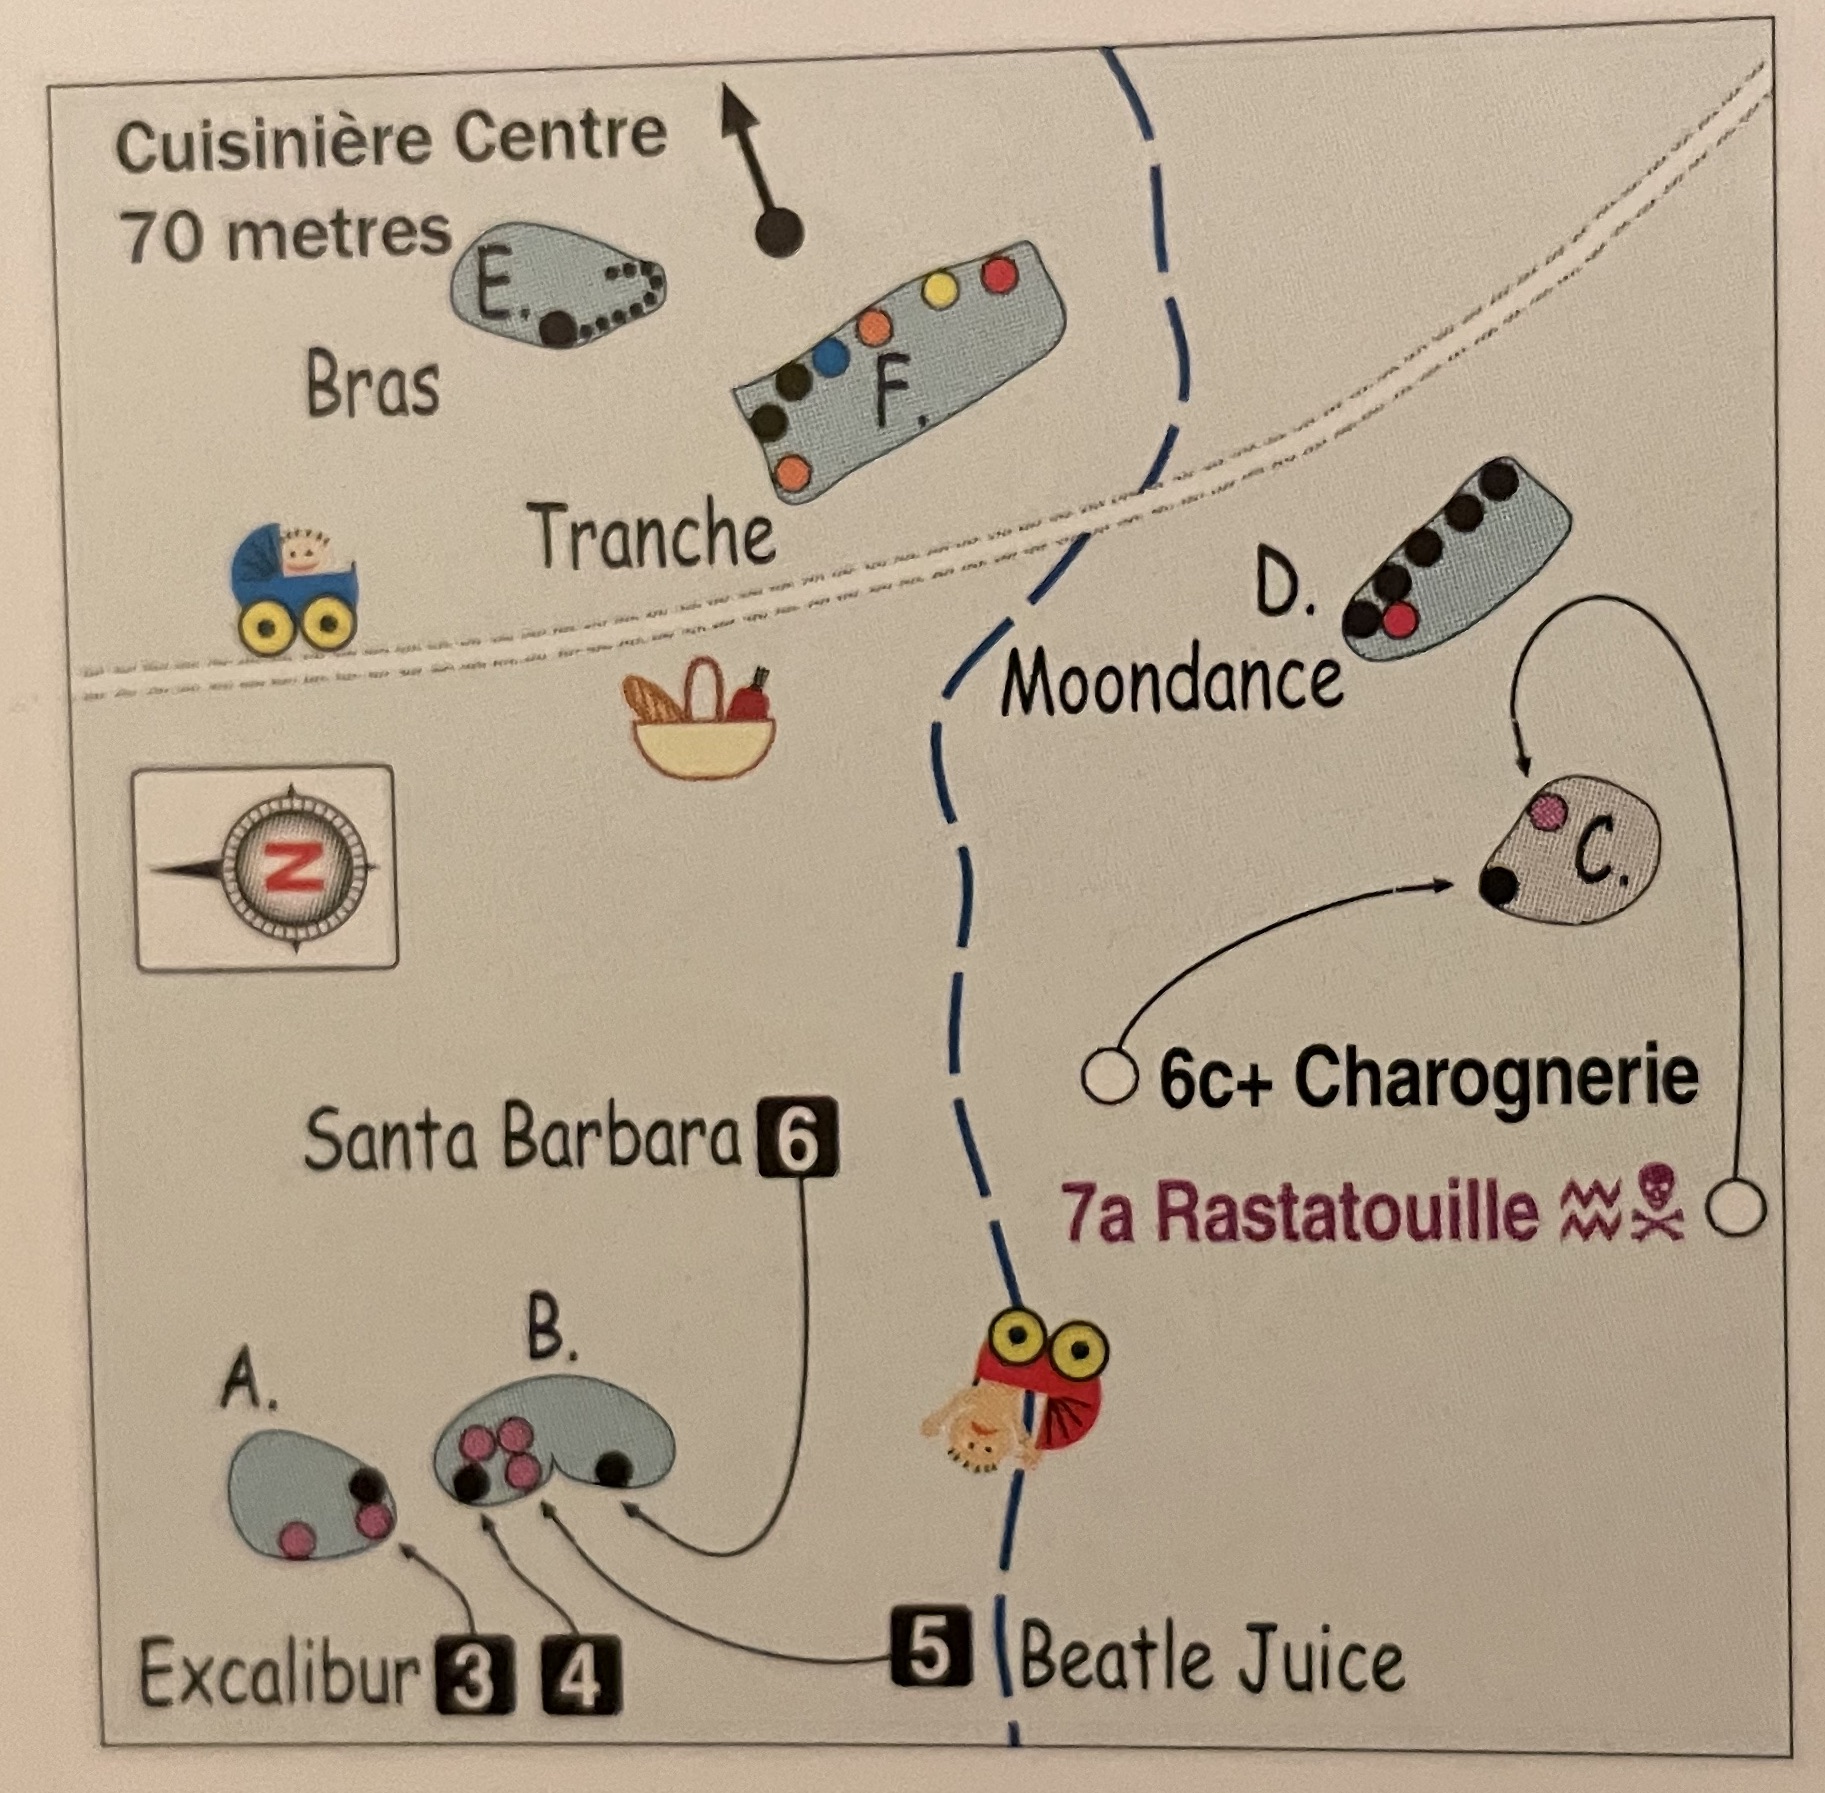 Cuisinière Centre
70 metres
E.
Bras
F.
Tranche
D.
Moondance
C.
N
6c+ Charognerie
Santa Barbara 6
7a Rastatouille
B.
A.
Excalibur 3 4
5 Beatle Juice